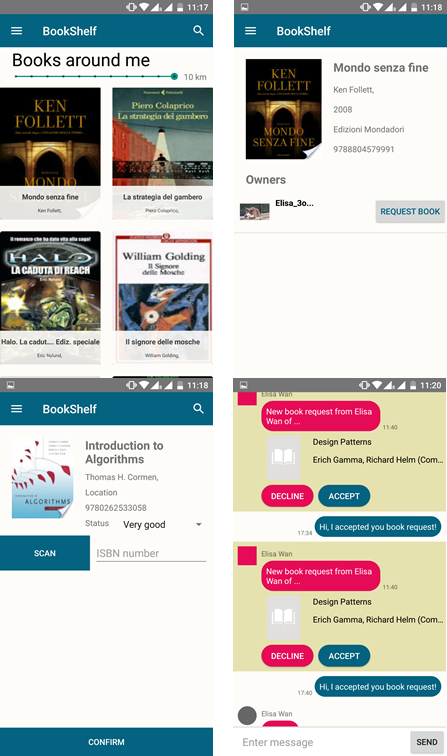 11:17
BookShelf
Books around me
10 km
KEN
FOLLETT
MONDO
Mondo senza fine
Ken Follett,
Piero Colaprico
La strategia del gambero
La strategia del gambero
Piero Colaprico,
Il romanzo che ha dato vita alla saga!
HALO
LA CADUTA DI REACH
Halo. La cadut.... Ediz. speciale
Eric Nylund,
William Golding
Il Signore
delle Mosche
Il signore delle mosche
William Golding,
11:18
BookShelf
KEN
FOLLETT
MONDO
SENZA FINE
Mondo senza fine
Ken Follett,
2008
Edizioni Mondadori
9788804579991
Owners
Elisa_3o...
REQUEST BOOK
11:18
BookShelf
INTRODUCTION TO
ALGORITHMS
Introduction to
Algorithms
Thomas H. Cormen,
Location
9780262533058
Status
Very good
SCAN
ISBN number
CONFIRM
11:20
Elisa Wan
New book request from Elisa
Wan of ...
11:40
Design Patterns
Erich Gamma, Richard Helm (Com...
DECLINE
ACCEPT
Hi, I accepted you book request!
17:34
Elisa Wan
New book request from Elisa
Wan of ...
11:40
Design Patterns
Erich Gamma, Richard Helm (Com...
DECLINE
ACCEPT
Hi, I accepted you book request!
17:40
Elisa Wan
Enter message
SEND